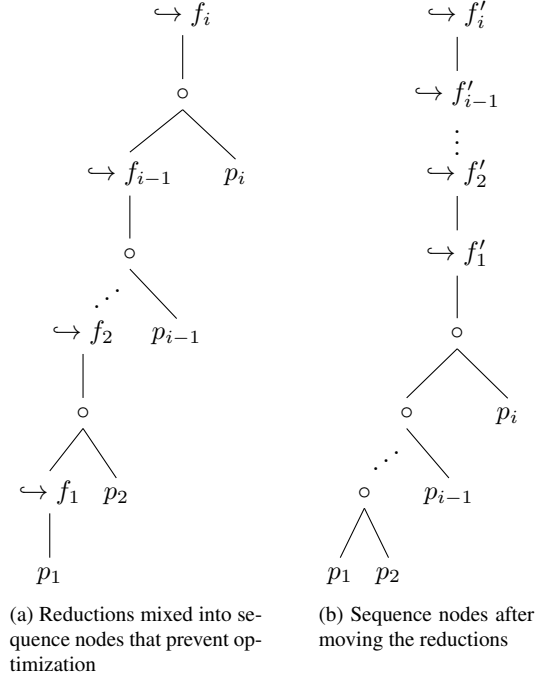 ↪ f_i
∘
↪ f_{i−1} p_i
∘
⋰
↪ f_2 p_{i−1}
∘
↪ f_1 p_2
p_1
(a) Reductions mixed into se-
quence nodes that prevent op-
timization
↪ f′_i
↪ f′_{i−1}
⋮
↪ f′_2
↪ f′_1
∘
∘ p_i
⋰
∘ p_{i−1}
p_1 p_2
(b) Sequence nodes after
moving the reductions